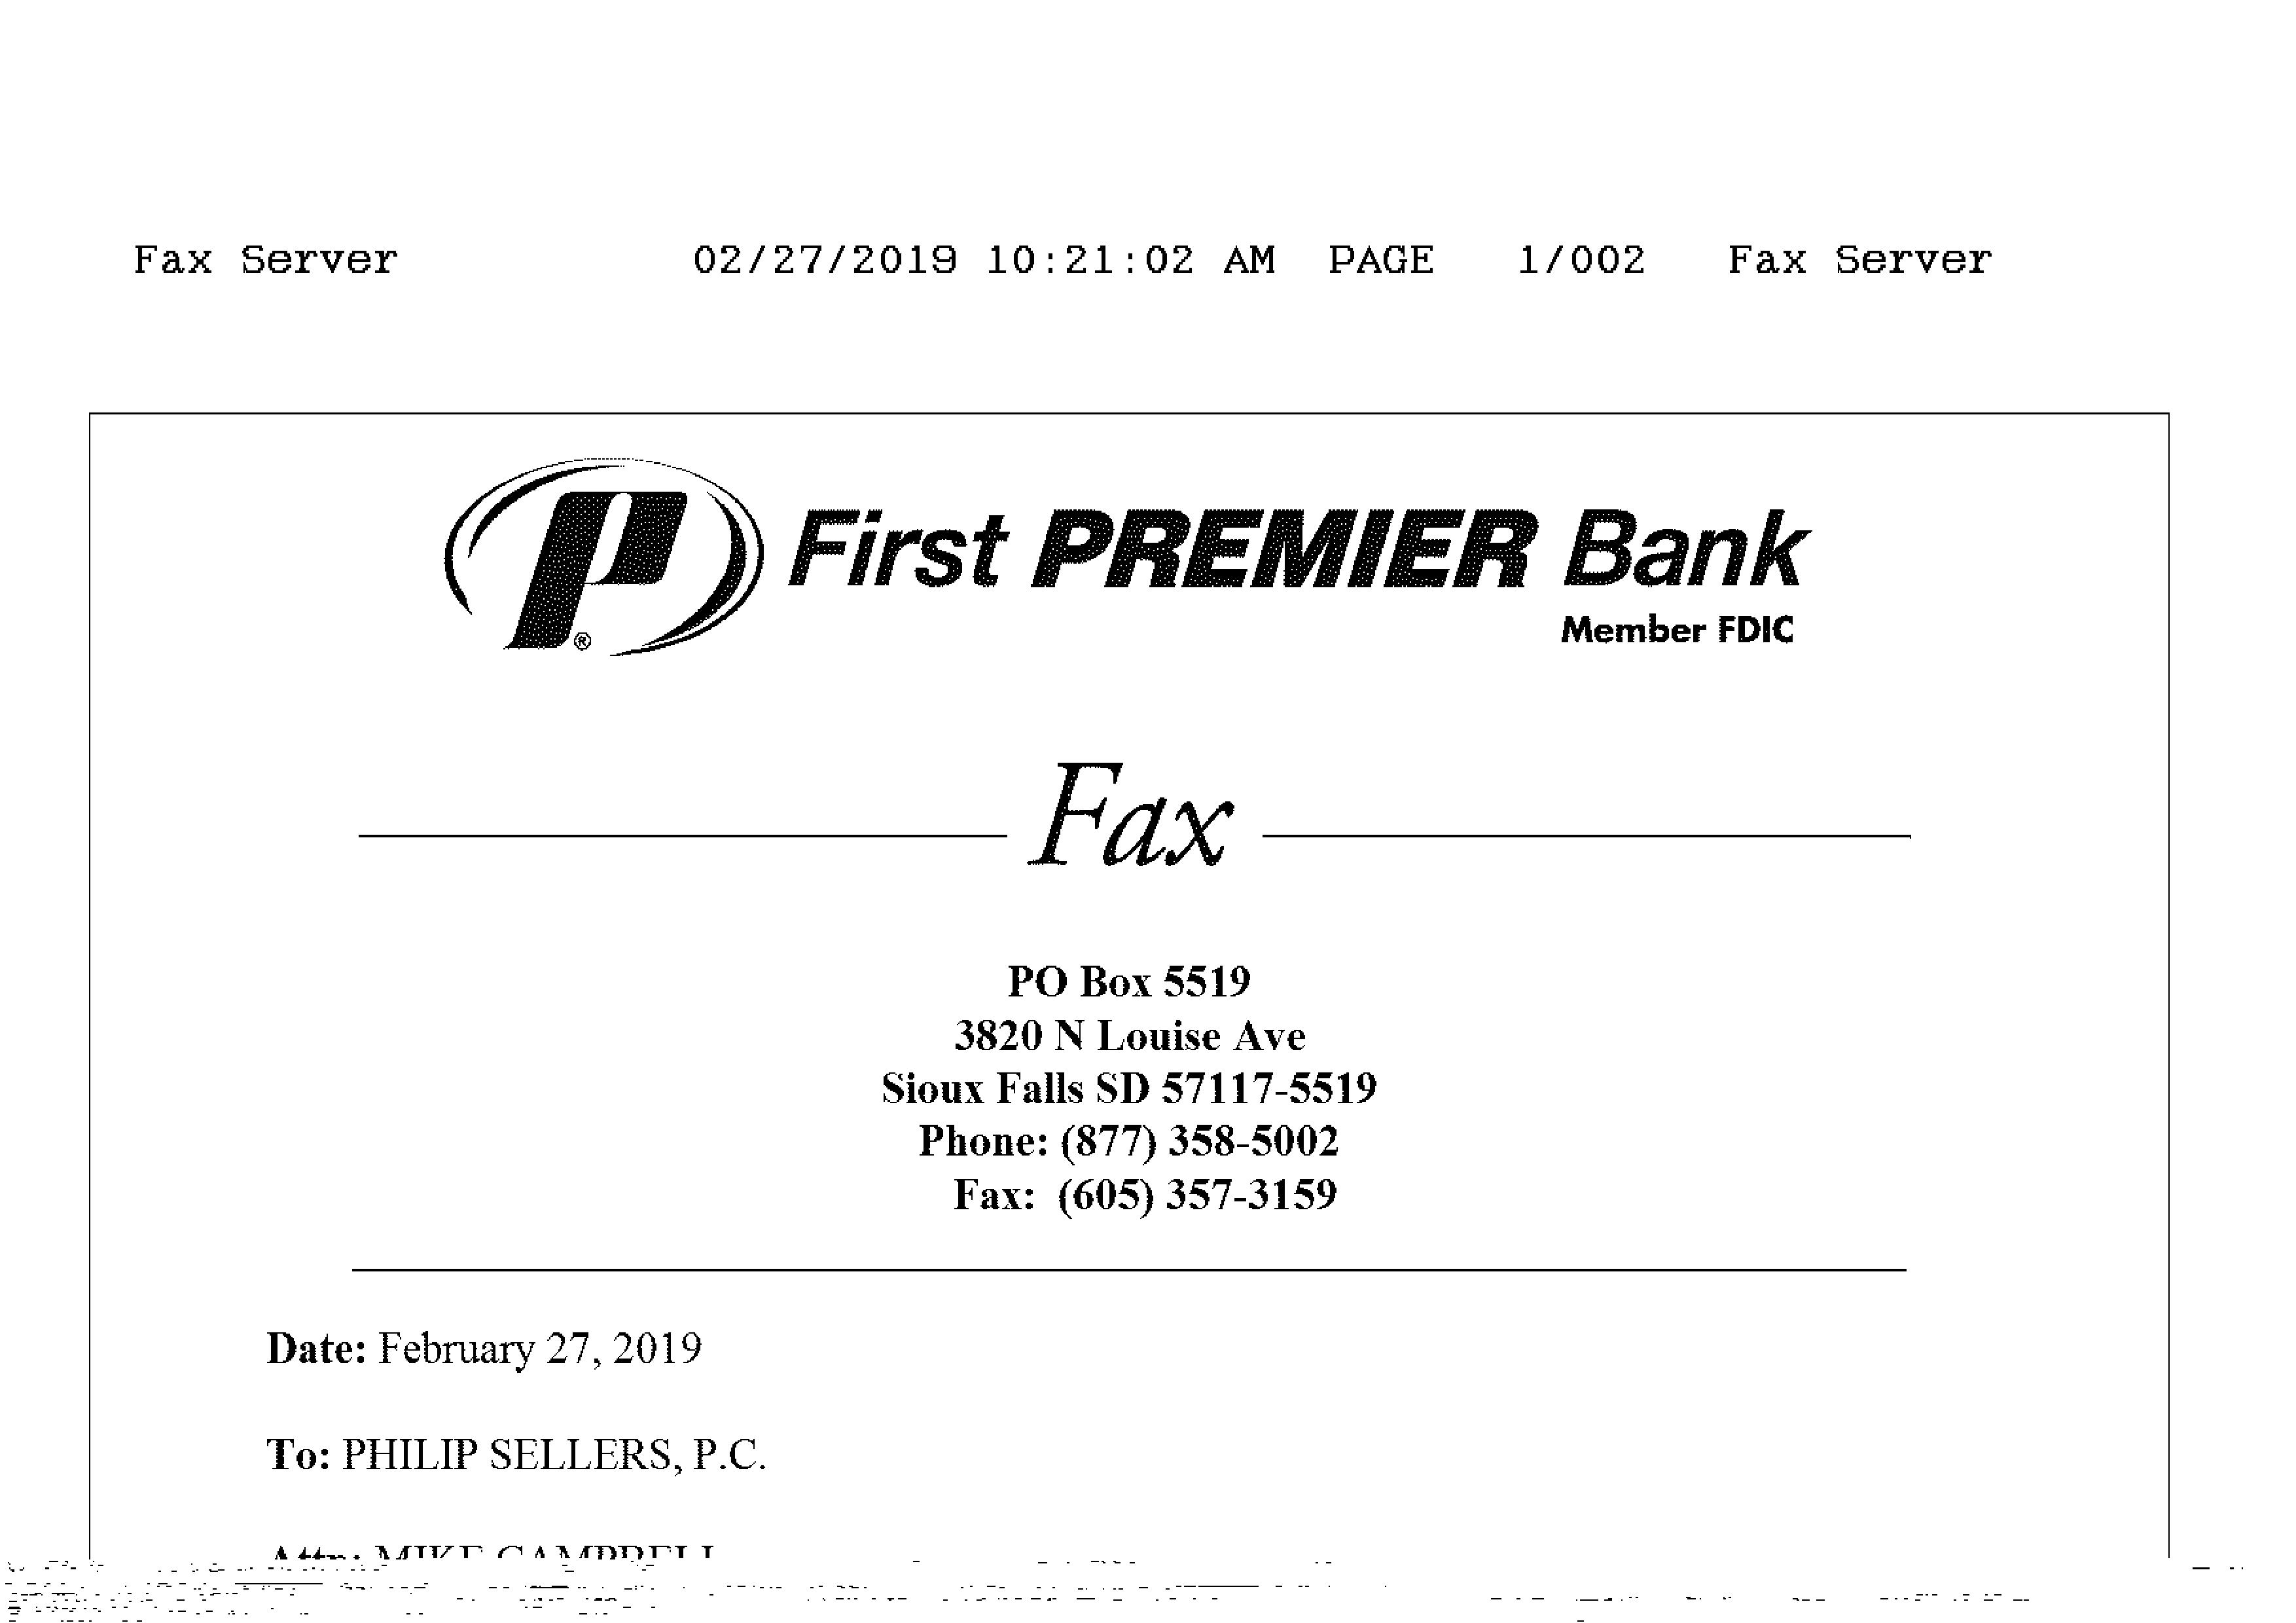 Fax Server 02/27/2019 10:21:02 AM PAGE 1/002 Fax Server
P®
First PREMIER Bank
Member FDIC
Fax
PO Box 5519
3820 N Louise Ave
Sioux Falls SD 57117-5519
Phone: (877) 358-5002
Fax: (605) 357-3159
Date: February 27, 2019
To: PHILIP SELLERS, P.C.
Attn: MIKE CAMPBELL